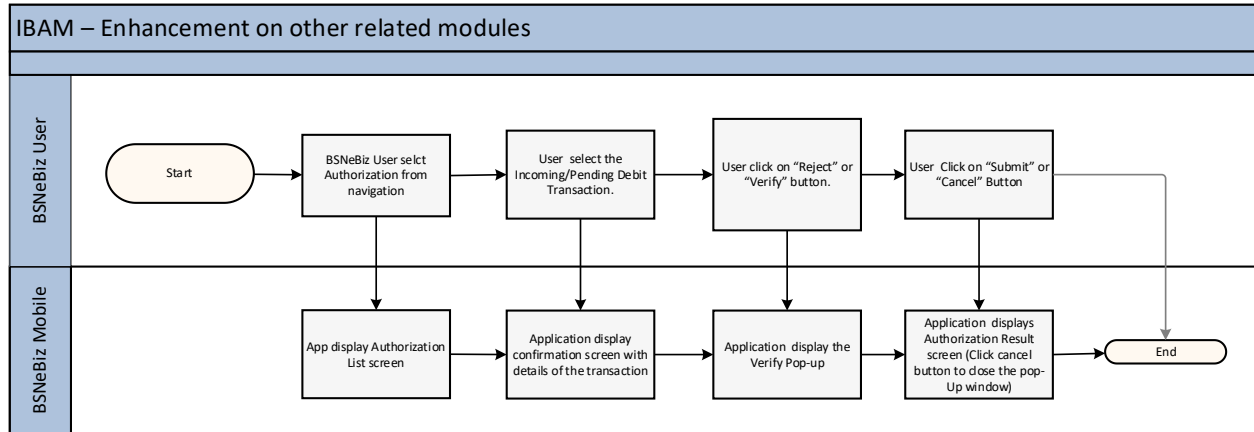 IBAM – Enhancement on other related modules
BSNeBiz User
Start
BSNeBiz User selct
Authorization from
navigation
User select the
Incoming/Pending Debit
Transaction.
User click on “Reject” or
“Verify” button.
User Click on “Submit” or
“Cancel” Button
BSNeBiz Mobile
App display Authorization
List screen
Application display
confirmation screen with
details of the transaction
Application display the
Verify Pop-up
Application displays
Authorization Result
screen (Click cancel
button to close the pop-
Up window)
End